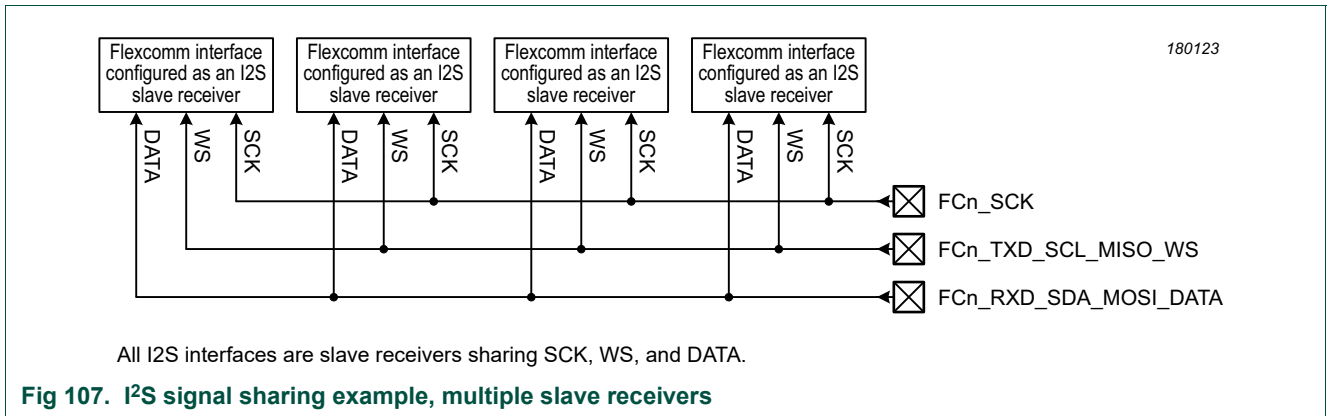 Flexcomm interface
configured as an I2S
slave receiver
Flexcomm interface
configured as an I2S
slave receiver
Flexcomm interface
configured as an I2S
slave receiver
Flexcomm interface
configured as an I2S
slave receiver
180123
DATA
WS
SCK
DATA
WS
SCK
DATA
WS
SCK
DATA
WS
SCK
FCn_SCK
FCn_TXD_SCL_MISO_WS
FCn_RXD_SDA_MOSI_DATA
All I2S interfaces are slave receivers sharing SCK, WS, and DATA.
Fig 107. I²S signal sharing example, multiple slave receivers